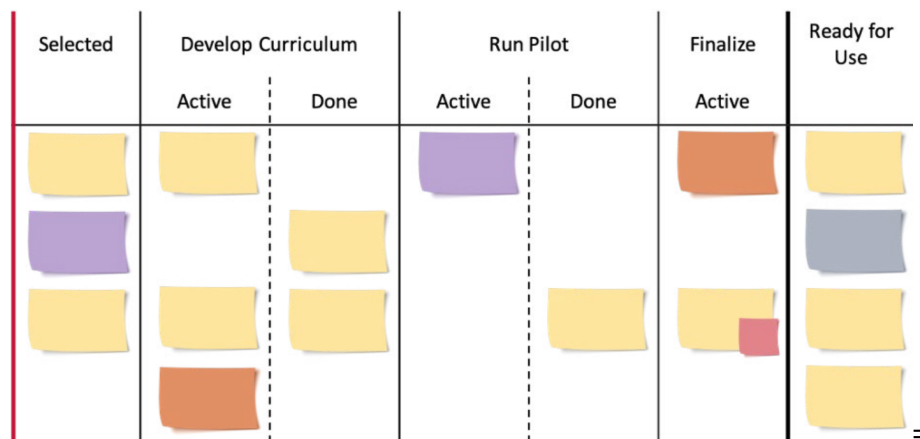 Selected
Develop Curriculum
Run Pilot
Finalize
Ready for
Use
Active
Done
Active
Done
Active